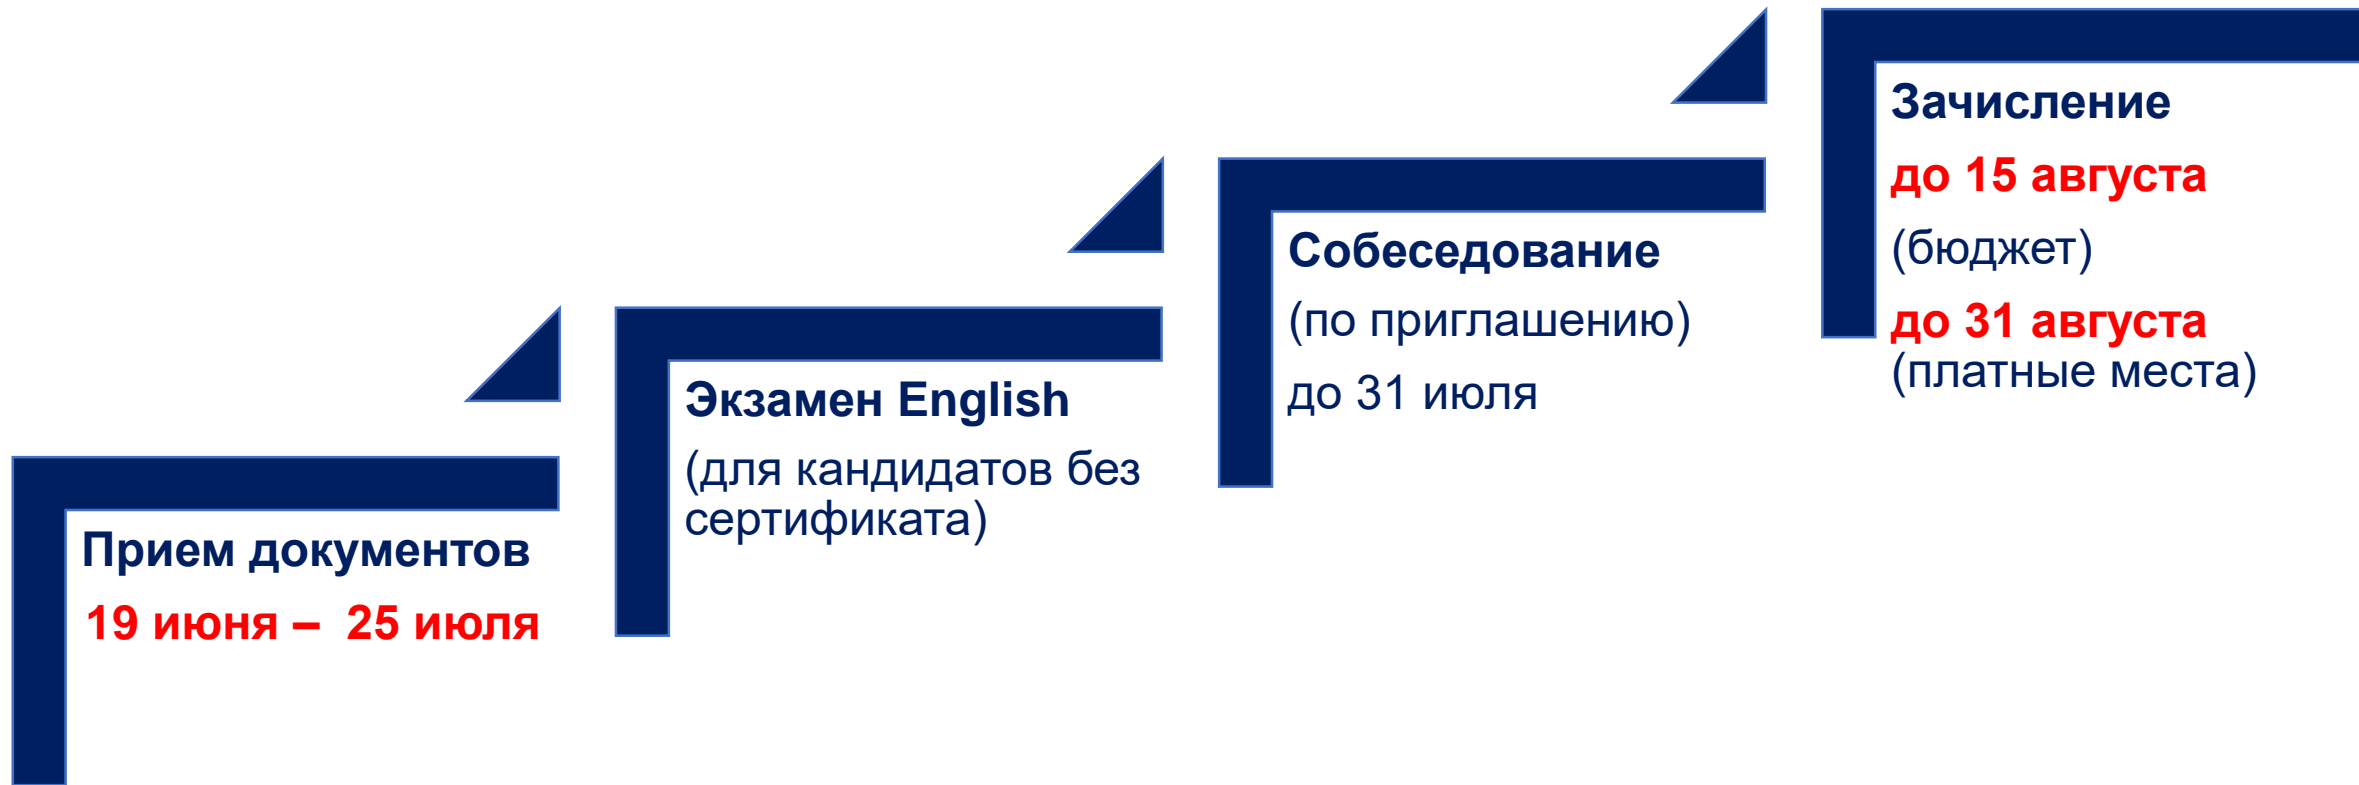 Прием документов
19 июня – 25 июля
Экзамен English
(для кандидатов без
сертификата)
Собеседование
(по приглашению)
до 31 июля
Зачисление
до 15 августа
(бюджет)
до 31 августа
(платные места)